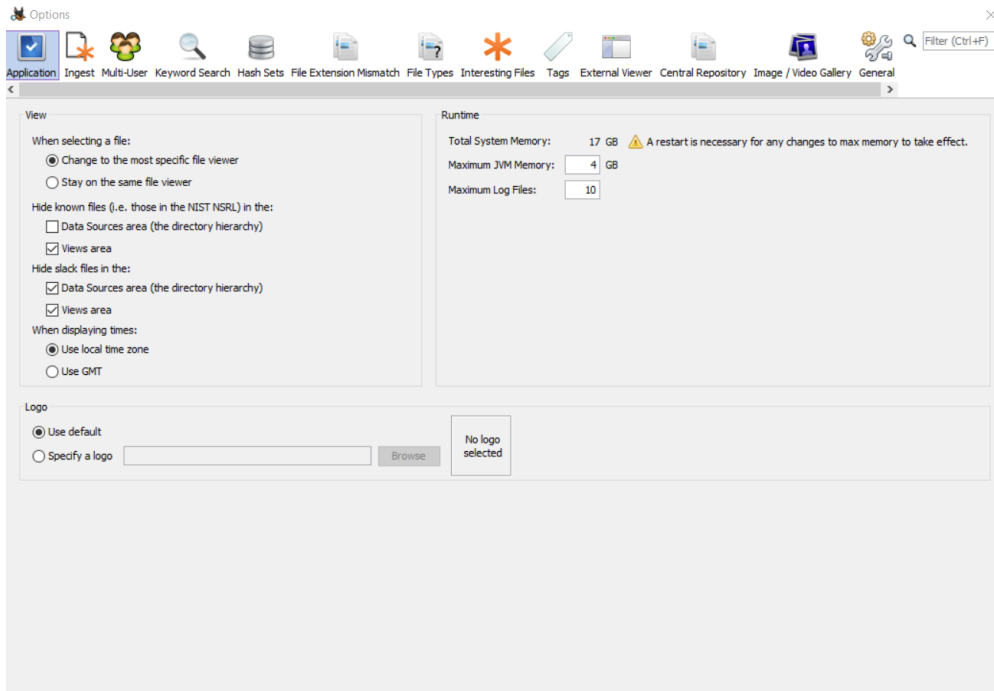 Options
Application Ingest Multi-User Keyword Search Hash Sets File Extension Mismatch File Types Interesting Files Tags External Viewer Central Repository Image / Video Gallery General
Filter (Ctrl+F)
View
When selecting a file:
Change to the most specific file viewer
Stay on the same file viewer
Hide known files (i.e. those in the NIST NSRL) in the:
Data Sources area (the directory hierarchy)
Views area
Hide slack files in the:
Data Sources area (the directory hierarchy)
Views area
When displaying times:
Use local time zone
Use GMT
Runtime
Total System Memory: 17 GB A restart is necessary for any changes to max memory to take effect.
Maximum JVM Memory: 4 GB
Maximum Log Files: 10
Logo
Use default
Specify a logo Browse
No logo
selected